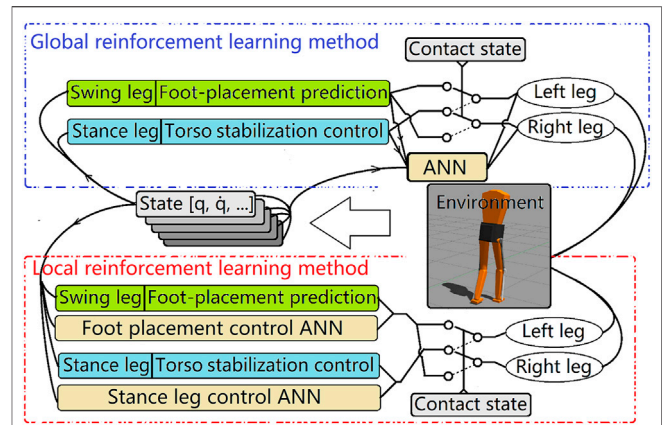 Global reinforcement learning method
Contact state
Swing leg Foot-placement prediction
Left leg
Stance leg Torso stabilization control
Right leg
ANN
State [q, q̇, ...]
Environment
Local reinforcement learning method
Swing leg Foot-placement prediction
Foot placement control ANN
Left leg
Stance leg Torso stabilization control
Right leg
Stance leg control ANN
Contact state